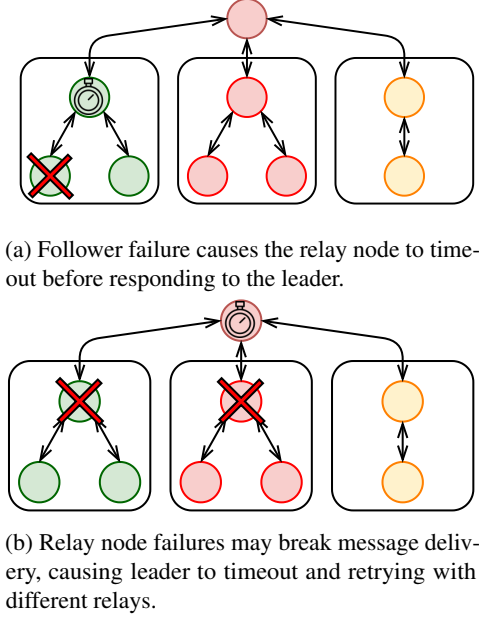 (a) Follower failure causes the relay node to time-
out before responding to the leader.
(b) Relay node failures may break message deliv-
ery, causing leader to timeout and retrying with
different relays.